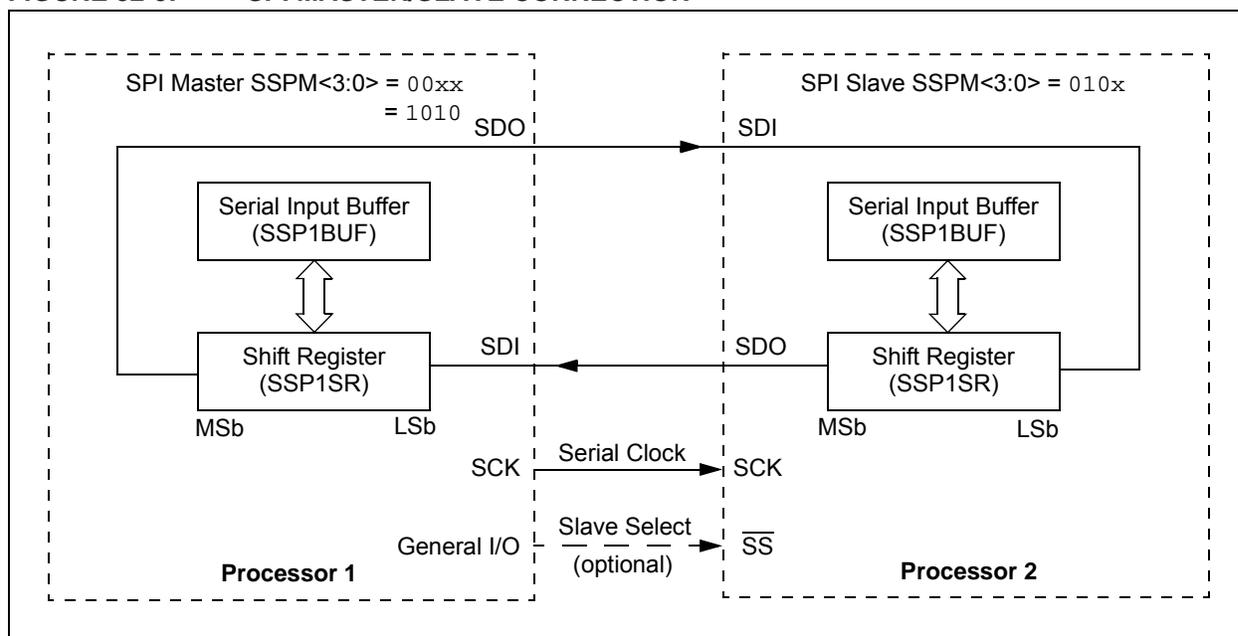 SPI Master SSPM<3:0> = 00xx
= 1010
SPI Slave SSPM<3:0> = 010x
SDO
SDI
Serial Input Buffer
(SSP1BUF)
Serial Input Buffer
(SSP1BUF)
Shift Register
(SSP1SR)
SDI
SDO
Shift Register
(SSP1SR)
MSb
LSb
MSb
LSb
SCK
Serial Clock
SCK
General I/O
Slave Select
(optional)
SS
Processor 1
Processor 2